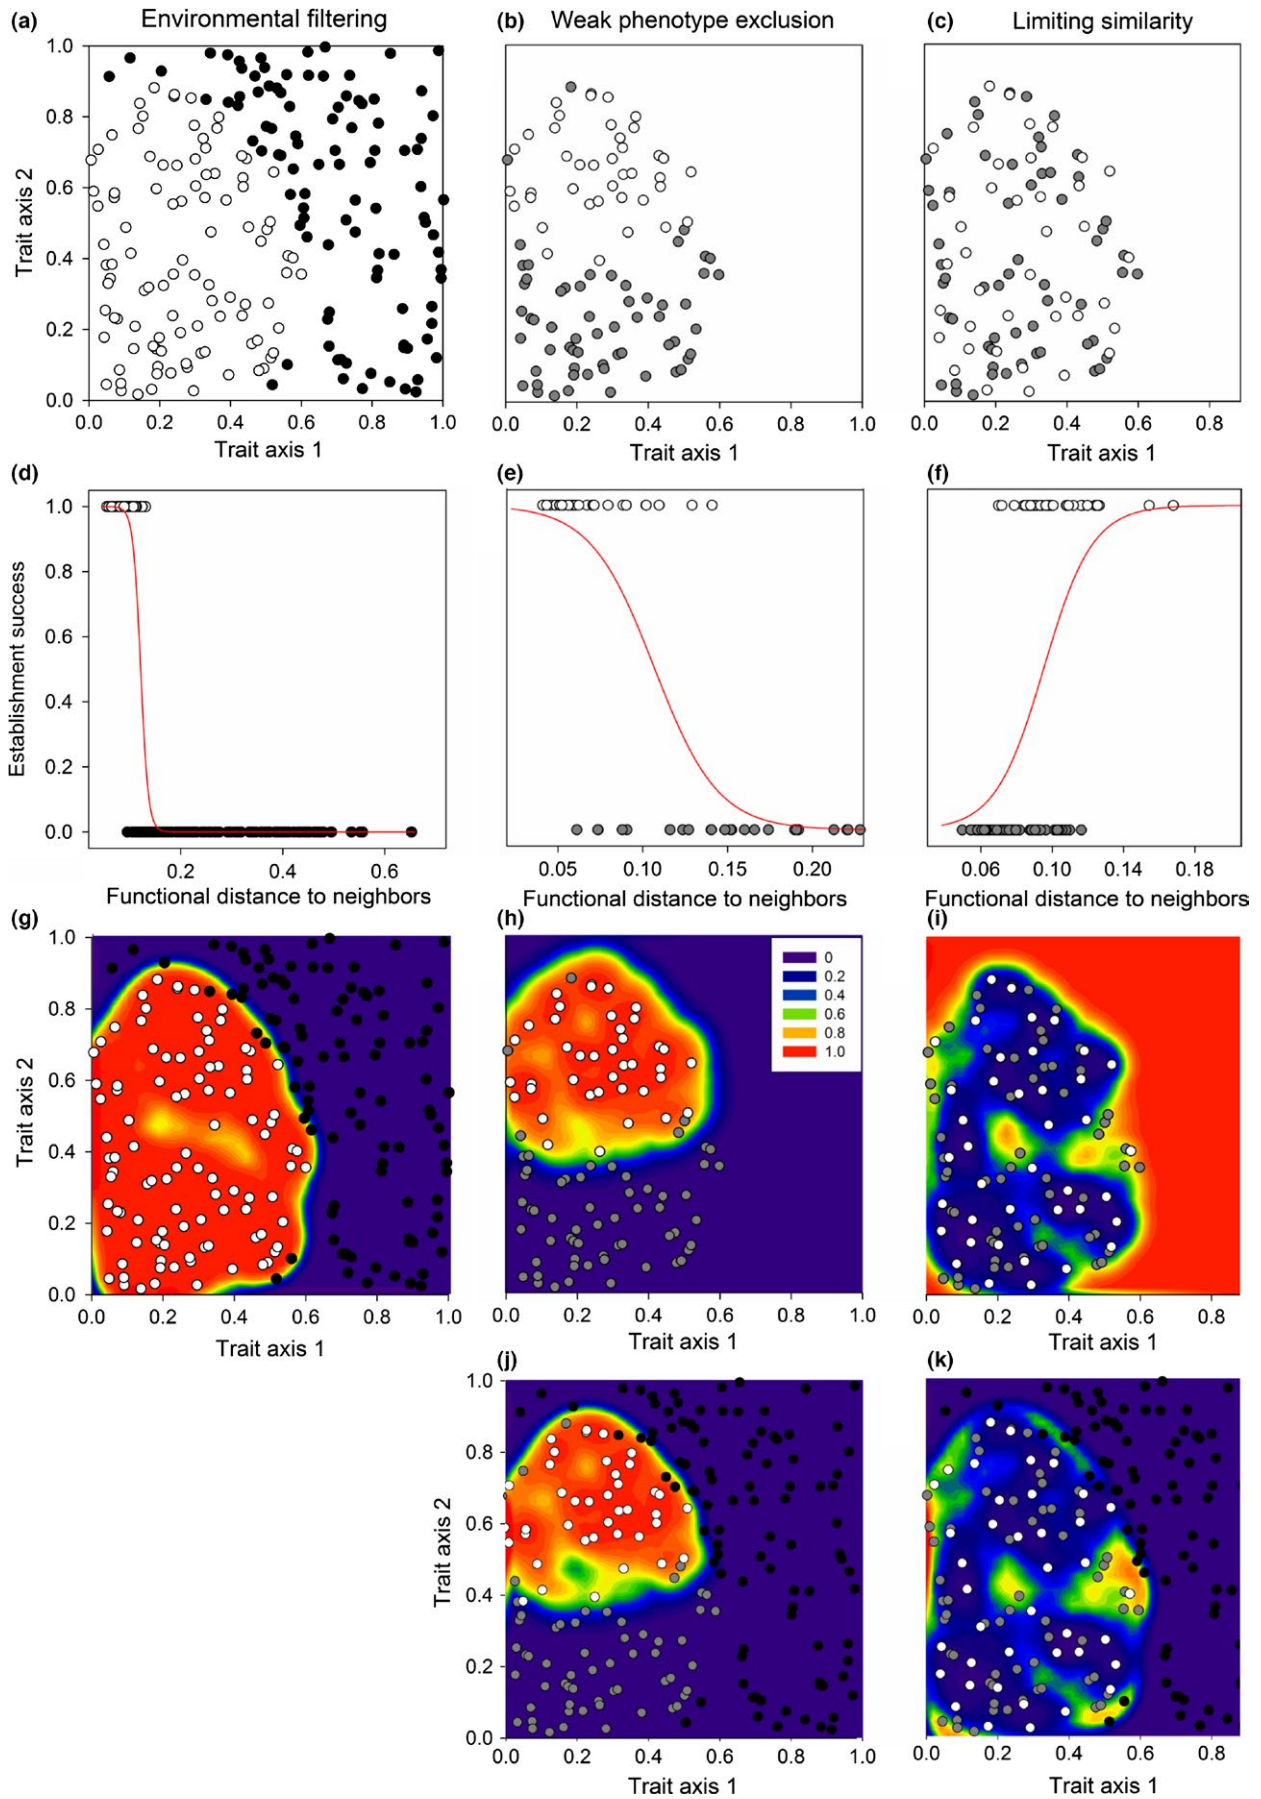 (a) Environmental filtering
(b) Weak phenotype exclusion
(c) Limiting similarity
1.0
0.8
0.6
0.4
0.2
0.0
Trait axis 2
0.0 0.2 0.4 0.6 0.8 1.0
Trait axis 1
0.0 0.2 0.4 0.6 0.8 1.0
Trait axis 1
0.0 0.2 0.4 0.6 0.8
Trait axis 1
(d)
(e)
(f)
1.0
0.8
0.6
0.4
0.2
0.0
Establishment success
0.2 0.4 0.6
Functional distance to neighbors
0.05 0.10 0.15 0.20
Functional distance to neighbors
0.06 0.10 0.14 0.18
Functional distance to neighbors
(g)
(h)
(i)
1.0
0.8
0.6
0.4
0.2
0.0
Trait axis 2
0
0.2
0.4
0.6
0.8
1.0
0.0 0.2 0.4 0.6 0.8 1.0
Trait axis 1
0.0 0.2 0.4 0.6 0.8 1.0
Trait axis 1
0.0 0.2 0.4 0.6 0.8
Trait axis 1
(j)
(k)
1.0
0.8
0.6
0.4
0.2
0.0
Trait axis 2
0.0 0.2 0.4 0.6 0.8 1.0
Trait axis 1
0.0 0.2 0.4 0.6 0.8
Trait axis 1